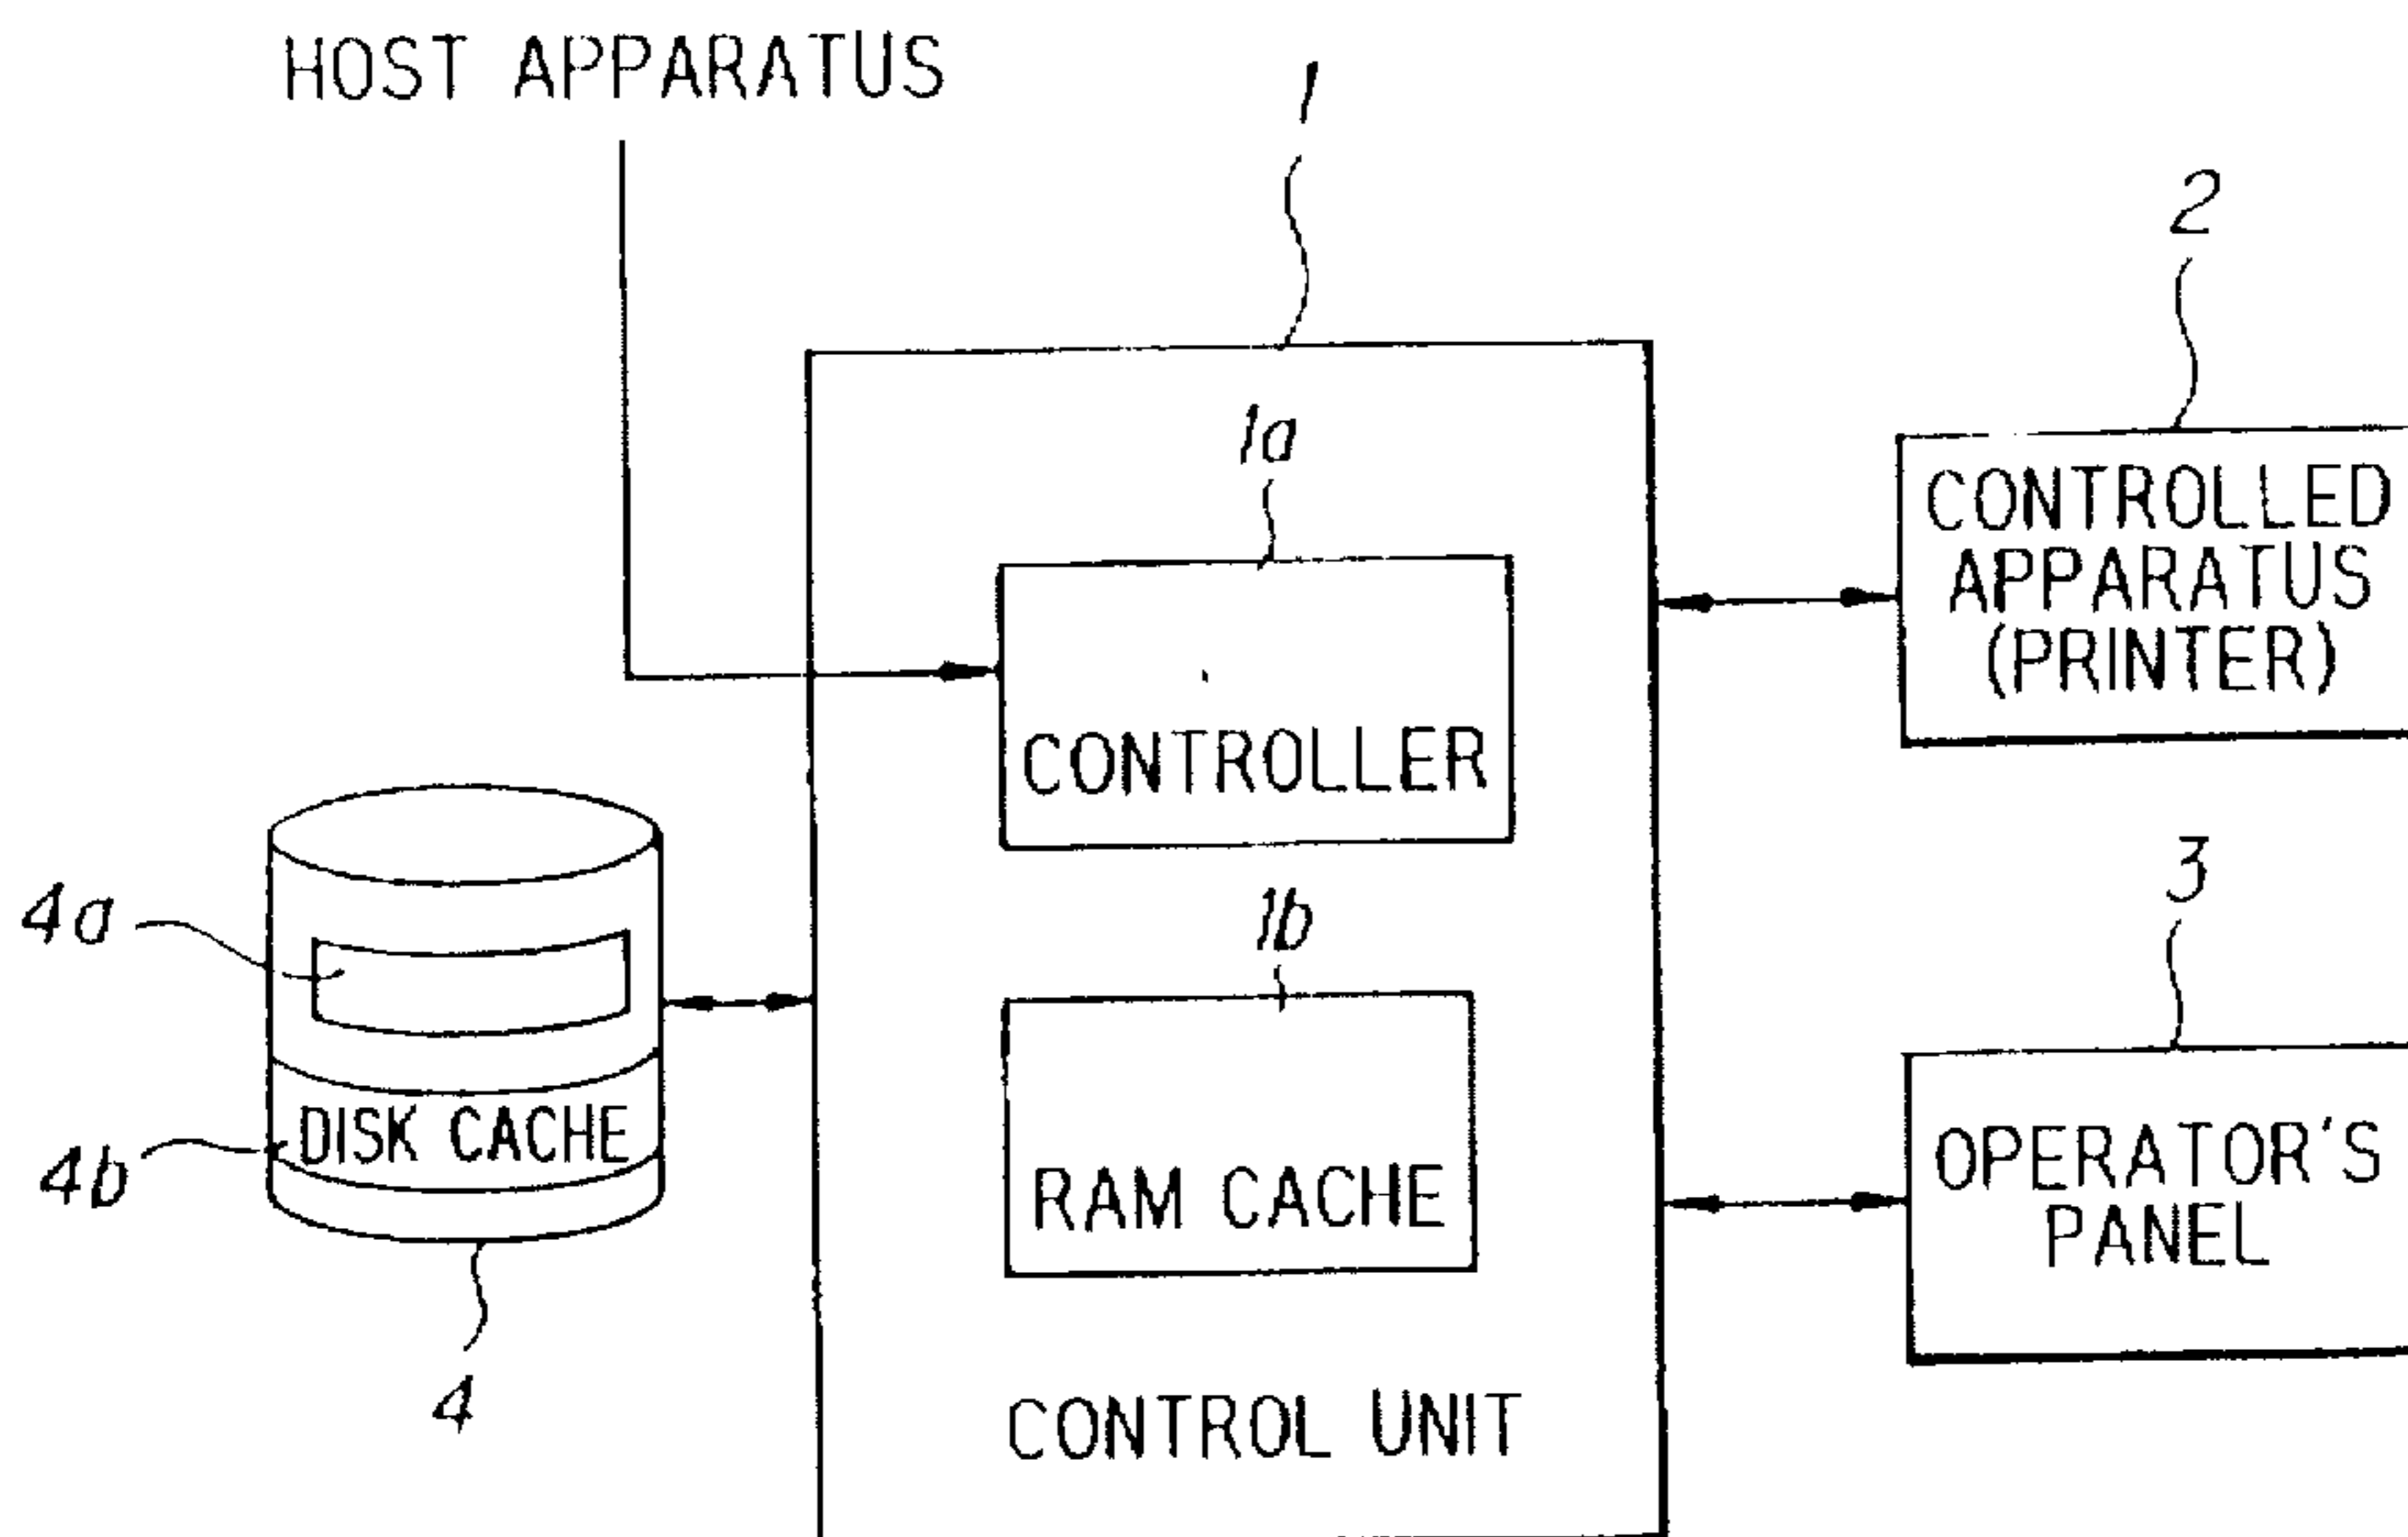 HOST APPARATUS
1
2
1a
CONTROLLED
APPARATUS
(PRINTER)
CONTROLLER
3
4a
1b
DISK CACHE
4b
RAM CACHE
OPERATOR'S
PANEL
4
CONTROL UNIT